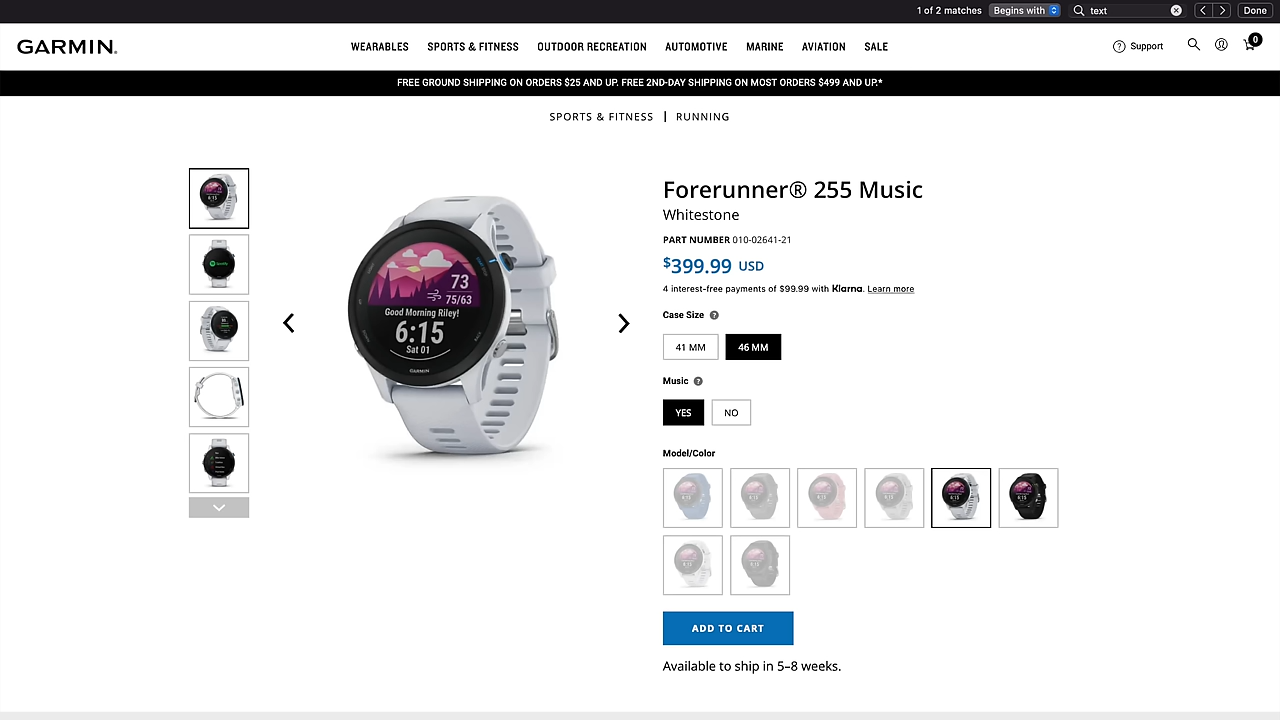 1 of 2 matches Begins with text Done
GARMIN.
WEARABLES SPORTS & FITNESS OUTDOOR RECREATION AUTOMOTIVE MARINE AVIATION SALE
? Support 0
FREE GROUND SHIPPING ON ORDERS $25 AND UP. FREE 2ND-DAY SHIPPING ON MOST ORDERS $499 AND UP.*
SPORTS & FITNESS | RUNNING
73
75/63
Good Morning Riley!
6:15
Sat 01
GARMIN
Forerunner® 255 Music
Whitestone
PART NUMBER 010-02641-21
$399.99 USD
4 interest-free payments of $99.99 with Klarna. Learn more
Case Size ?
41 MM 46 MM
Music ?
YES NO
Model/Color
ADD TO CART
Available to ship in 5–8 weeks.